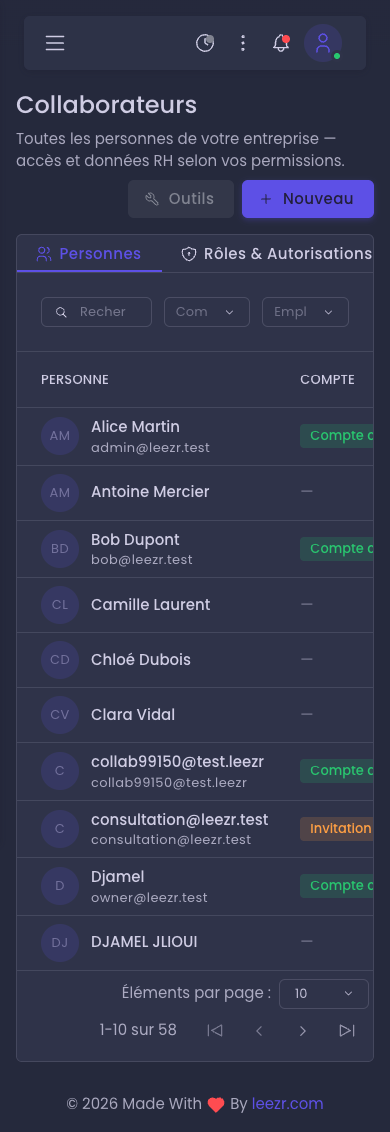 Collaborateurs
Toutes les personnes de votre entreprise —
accès et données RH selon vos permissions.
Outils
Nouveau
Personnes
Rôles & Autorisations
Recher
Com
Empl
PERSONNE
COMPTE
AM
Alice Martin
admin@leezr.test
Compte
AM
Antoine Mercier
—
BD
Bob Dupont
bob@leezr.test
Compte
CL
Camille Laurent
—
CD
Chloé Dubois
—
CV
Clara Vidal
—
C
collab99150@test.leezr
collab99150@test.leezr
Compte
C
consultation@leezr.test
consultation@leezr.test
Invitation
D
Djamel
owner@leezr.test
Compte
DJ
DJAMEL JLIOUI
—
Éléments par page :
10
1-10 sur 58
© 2026 Made With By leezr.com